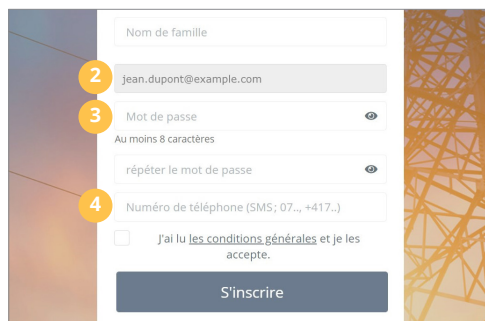 Nom de famille
2 jean.dupont@example.com
3 Mot de passe
Au moins 8 caractères
répéter le mot de passe
4 Numéro de téléphone (SMS; 07.., +417..)
J'ai lu les conditions générales et je les
accepte.
S'inscrire